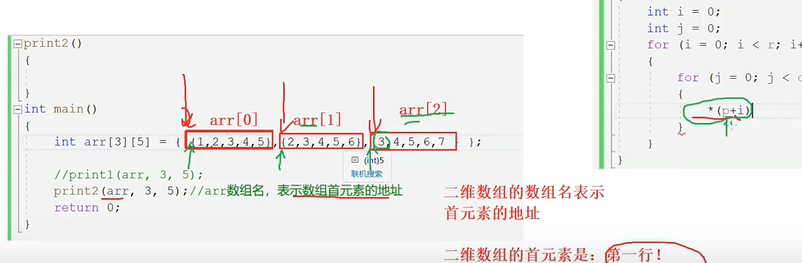 print2()
{
}
int main()
{
arr[0] arr[1] arr[2]
int arr[3][5] = { {1,2,3,4,5},{2,3,4,5,6},{3,4,5,6,7} };
(int)5
联机搜索
//print1(arr, 3, 5);
print2(arr, 3, 5);//arr数组名，表示数组首元素的地址
return 0;
}
int i = 0;
int j = 0;
for (i = 0; i < r; i+
{
for (j = 0; j < c
{
*(p+i)
}
}
}
二维数组的数组名表示
首元素的地址
二维数组的首元素是：第一行！